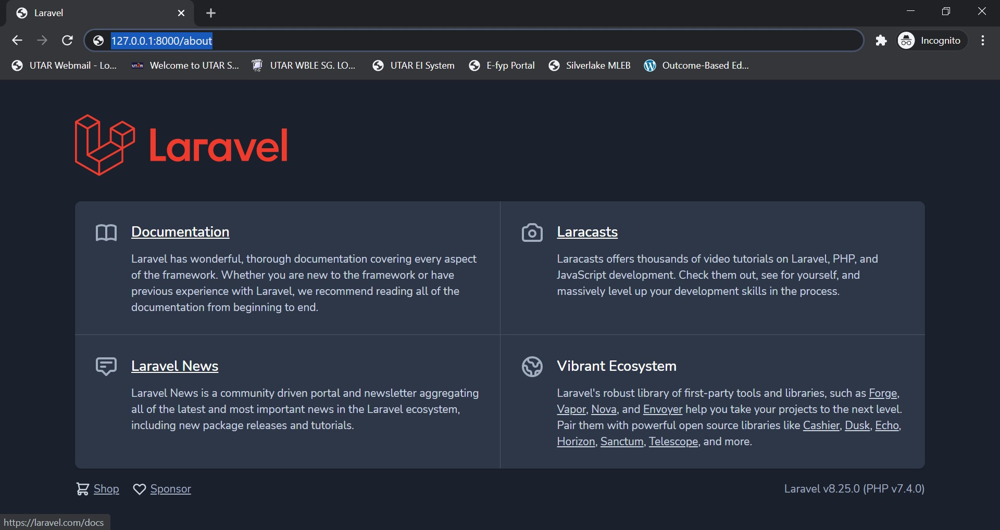 Laravel
127.0.0.1:8000/about
Incognito
UTAR Webmail - Lo...
UTAR
Welcome to UTAR S...
UTAR WBLE SG. LO...
UTAR EI System
E-fyp Portal
Silverlake MLEB
Outcome-Based Ed...
Laravel
Documentation
Laravel has wonderful, thorough documentation covering every aspect
of the framework. Whether you are new to the framework or have
previous experience with Laravel, we recommend reading all of the
documentation from beginning to end.
Laracasts
Laracasts offers thousands of video tutorials on Laravel, PHP, and
JavaScript development. Check them out, see for yourself, and
massively level up your development skills in the process.
Laravel News
Laravel News is a community driven portal and newsletter aggregating
all of the latest and most important news in the Laravel ecosystem,
including new package releases and tutorials.
Vibrant Ecosystem
Laravel's robust library of first-party tools and libraries, such as Forge,
Vapor, Nova, and Envoyer help you take your projects to the next level.
Pair them with powerful open source libraries like Cashier, Dusk, Echo,
Horizon, Sanctum, Telescope, and more.
Shop
Sponsor
Laravel v8.25.0 (PHP v7.4.0)
https://laravel.com/docs